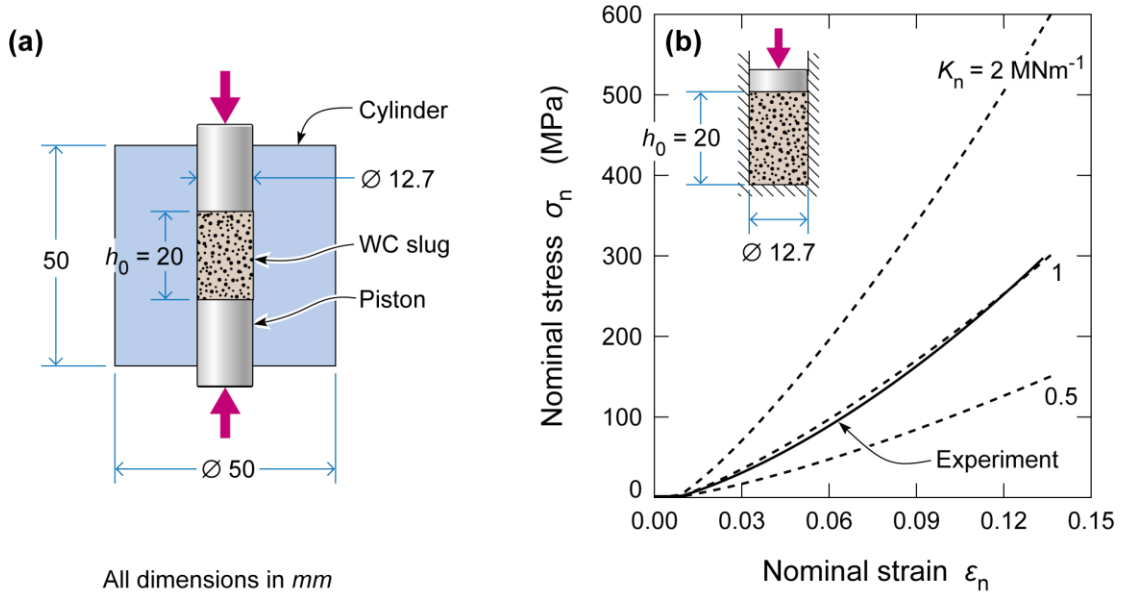 (a)
Cylinder
Ø 12.7
50
h₀ = 20
WC slug
Piston
Ø 50
All dimensions in mm
(b)
Nominal stress σₙ (MPa)
600
500
400
300
200
100
0
Kₙ = 2 MNm⁻¹
h₀ = 20
Ø 12.7
1
0.5
Experiment
0.00 0.03 0.06 0.09 0.12 0.15
Nominal strain εₙ